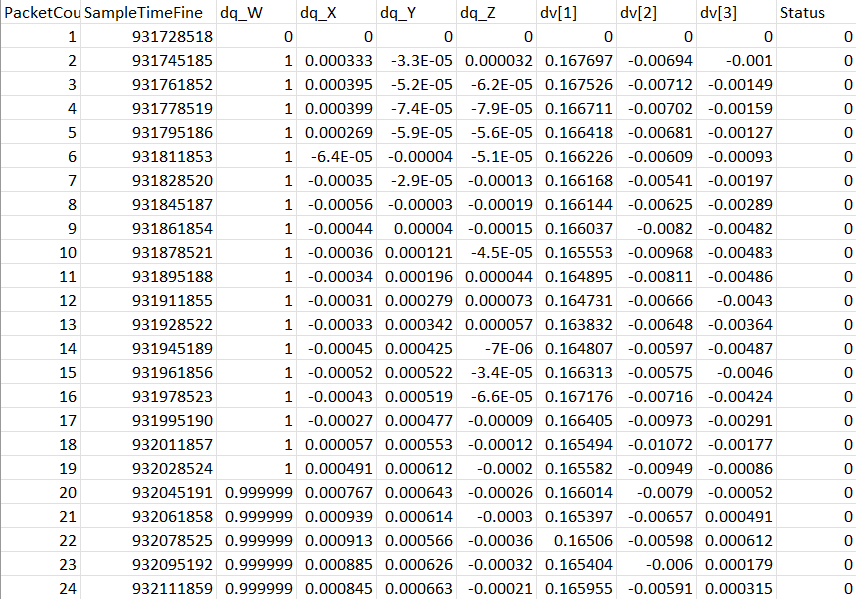 PacketCou SampleTimeFine dq_W dq_X dq_Y dq_Z dv[1] dv[2] dv[3] Status
1 931728518 0 0 0 0 0 0 0 0
2 931745185 1 0.000333 -3.3E-05 0.000032 0.167697 -0.00694 -0.001 0
3 931761852 1 0.000395 -5.2E-05 -6.2E-05 0.167526 -0.00712 -0.00149 0
4 931778519 1 0.000399 -7.4E-05 -7.9E-05 0.166711 -0.00702 -0.00159 0
5 931795186 1 0.000269 -5.9E-05 -5.6E-05 0.166418 -0.00681 -0.00127 0
6 931811853 1 -6.4E-05 -0.00004 -5.1E-05 0.166226 -0.00609 -0.00093 0
7 931828520 1 -0.00035 -2.9E-05 -0.00013 0.166168 -0.00541 -0.00197 0
8 931845187 1 -0.00056 -0.00003 -0.00019 0.166144 -0.00625 -0.00289 0
9 931861854 1 -0.00044 0.00004 -0.00015 0.166037 -0.0082 -0.00482 0
10 931878521 1 -0.00036 0.000121 -4.5E-05 0.165553 -0.00968 -0.00483 0
11 931895188 1 -0.00034 0.000196 0.000044 0.164895 -0.00811 -0.00486 0
12 931911855 1 -0.00031 0.000279 0.000073 0.164731 -0.00666 -0.0043 0
13 931928522 1 -0.00033 0.000342 0.000057 0.163832 -0.00648 -0.00364 0
14 931945189 1 -0.00045 0.000425 -7E-06 0.164807 -0.00597 -0.00487 0
15 931961856 1 -0.00052 0.000522 -3.4E-05 0.166313 -0.00575 -0.0046 0
16 931978523 1 -0.00043 0.000519 -6.6E-05 0.167176 -0.00716 -0.00424 0
17 931995190 1 -0.00027 0.000477 -0.00009 0.166405 -0.00973 -0.00291 0
18 932011857 1 0.000057 0.000553 -0.00012 0.165494 -0.01072 -0.00177 0
19 932028524 1 0.000491 0.000612 -0.0002 0.165582 -0.00949 -0.00086 0
20 932045191 0.999999 0.000767 0.000643 -0.00026 0.166014 -0.0079 -0.00052 0
21 932061858 0.999999 0.000939 0.000614 -0.0003 0.165397 -0.00657 0.000491 0
22 932078525 0.999999 0.000913 0.000566 -0.00036 0.16506 -0.00598 0.000612 0
23 932095192 0.999999 0.000885 0.000626 -0.00032 0.165404 -0.006 0.000179 0
24 932111859 0.999999 0.000845 0.000663 -0.00021 0.165955 -0.00591 0.000315 0